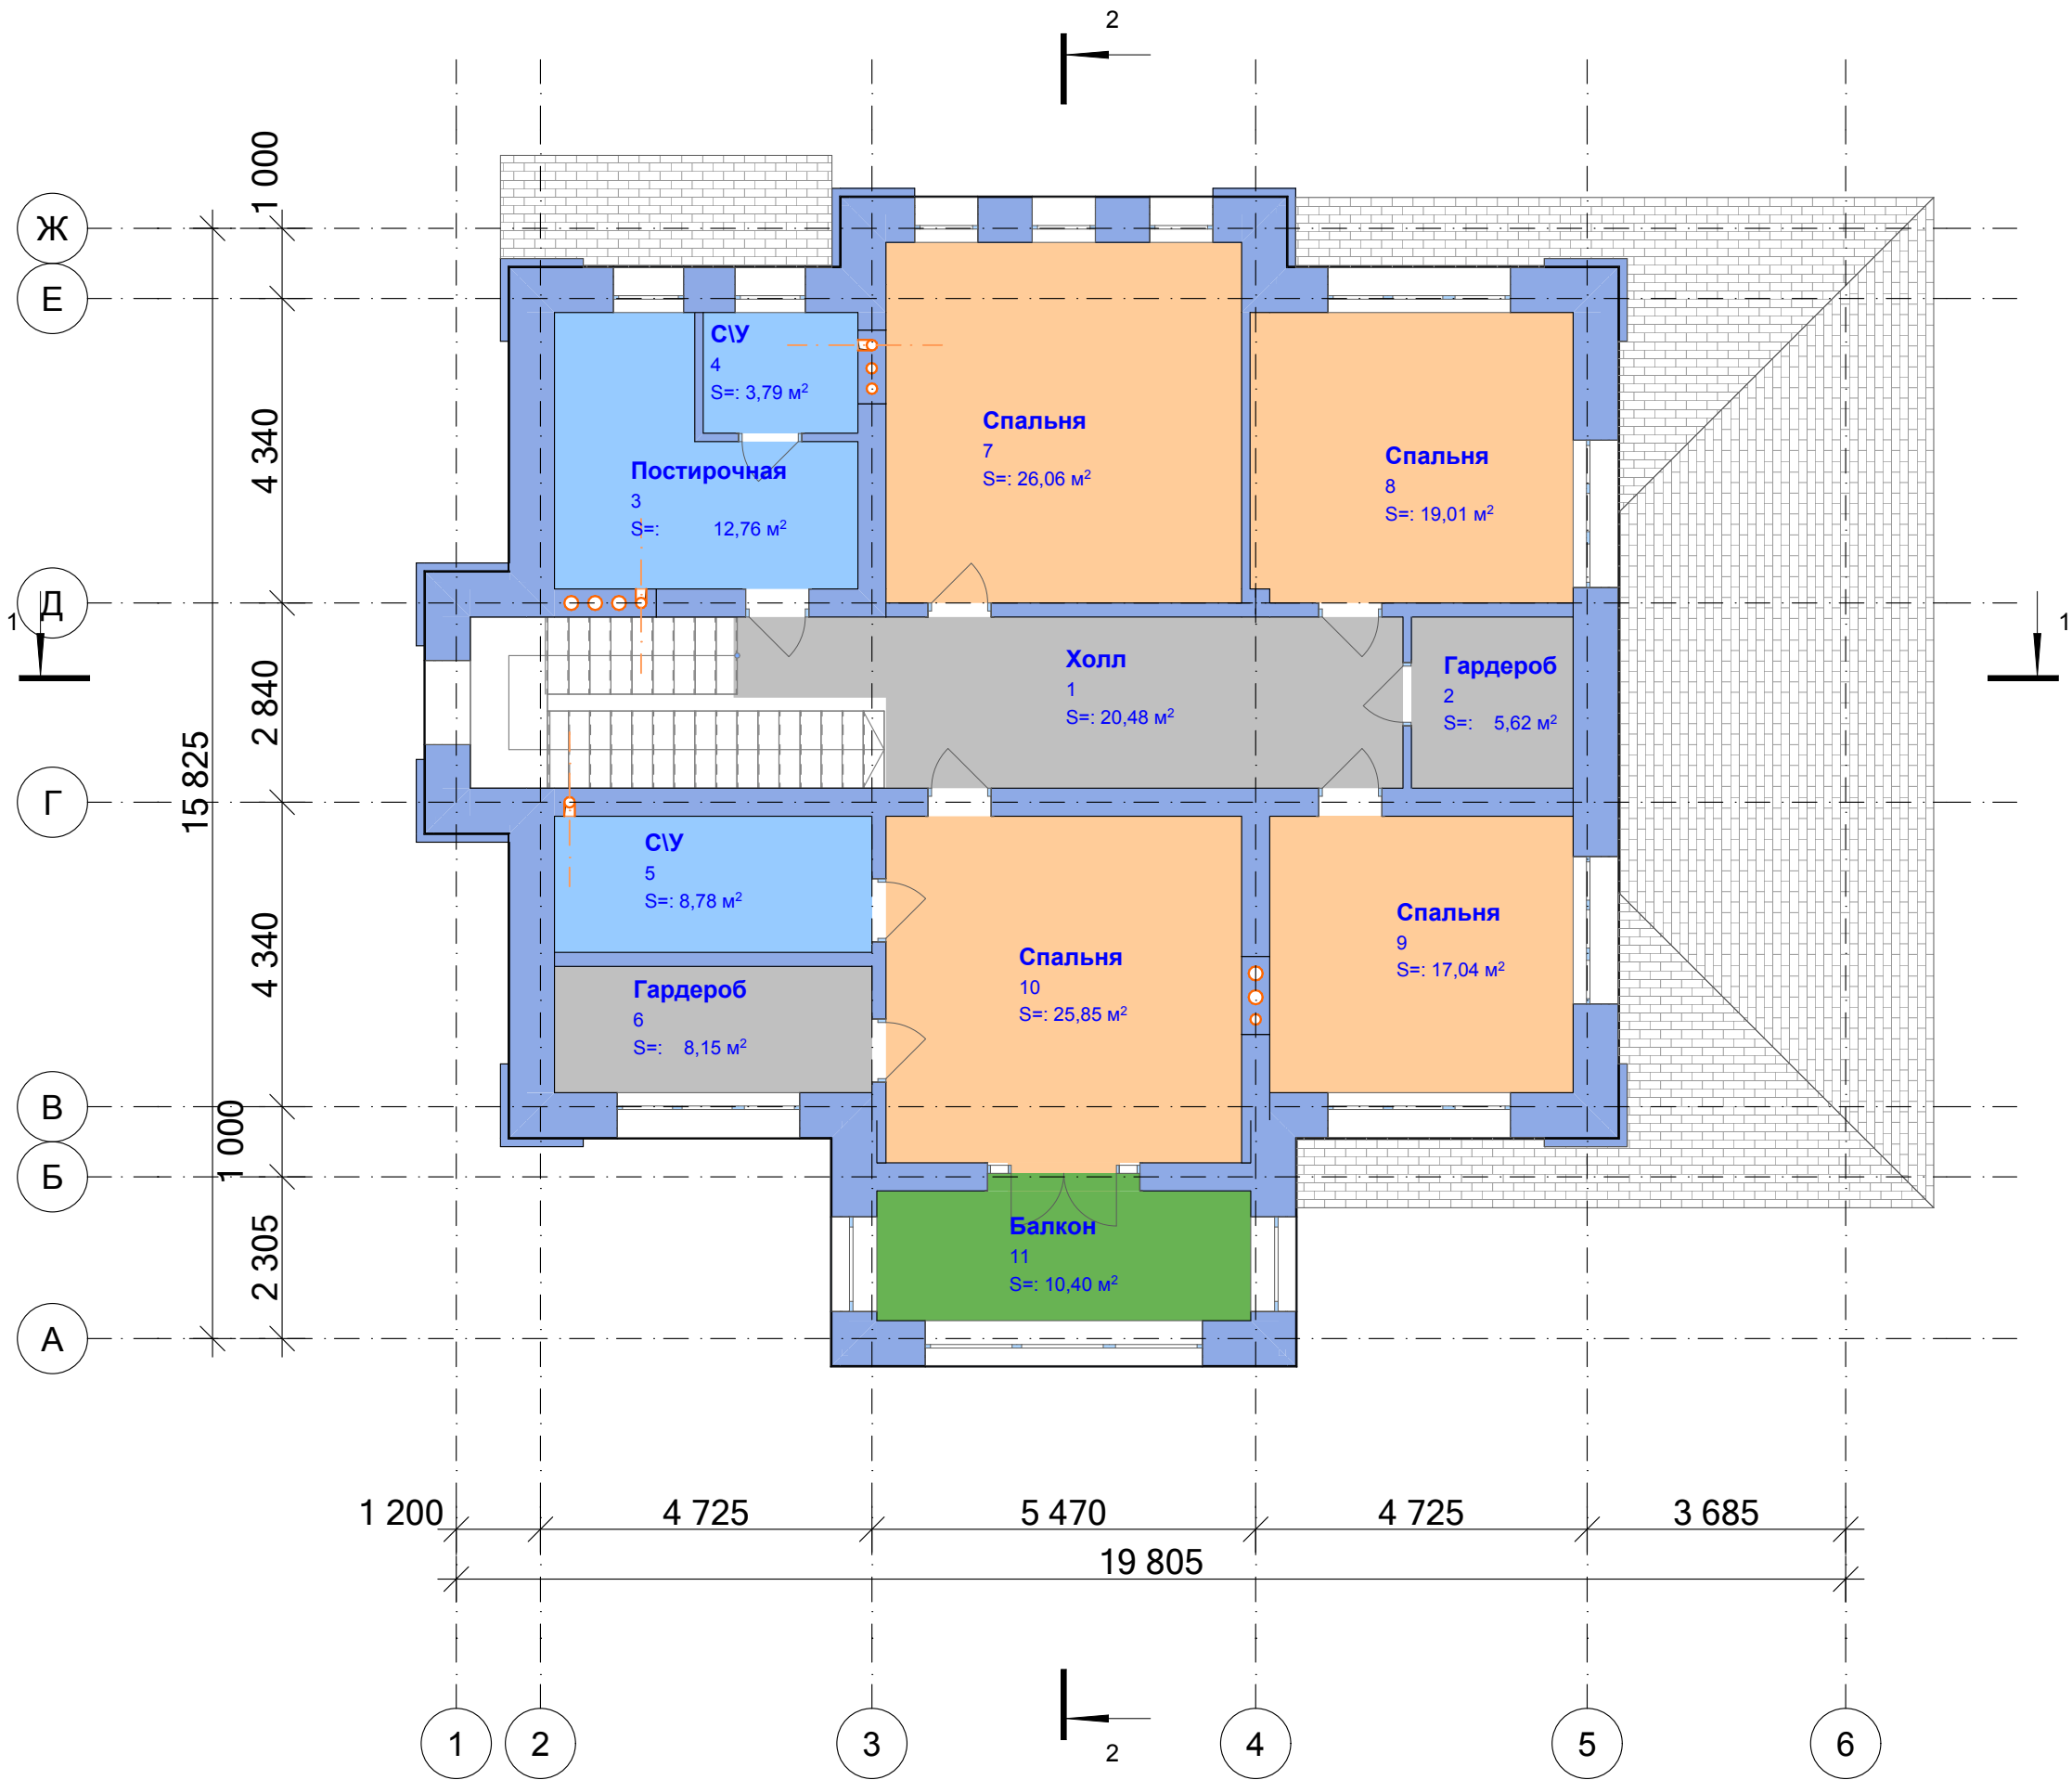 2
1 000
Ж
Е
С\У
4
S=: 3,79 м²
4 340
Спальня
7
S=: 26,06 м²
Спальня
8
S=: 19,01 м²
Постирочная
3
S=: 12,76 м²
Д
1
1
Холл
1
S=: 20,48 м²
Гардероб
2
S=: 5,62 м²
2 840
15 825
Г
С\У
5
S=: 8,78 м²
Спальня
9
S=: 17,04 м²
4 340
Спальня
10
S=: 25,85 м²
Гардероб
6
S=: 8,15 м²
В
1 000
Б
Балкон
11
S=: 10,40 м²
2 305
А
1 200
4 725
5 470
4 725
3 685
19 805
1
2
3
2
4
5
6